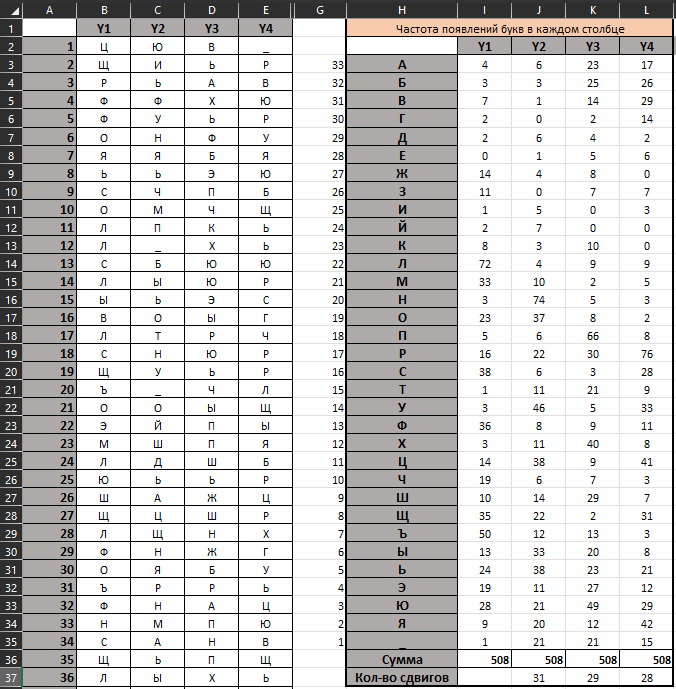 A B C D E G H I J K L
1 Y1 Y2 Y3 Y4 Частота появлений букв в каждом столбце
2 1 Ц Ю В _ Y1 Y2 Y3 Y4
3 2 Щ И Ь Р 33 А 4 6 23 17
4 3 Р Ь А В 32 Б 3 3 25 26
5 4 Ф Ф Х Ю 31 В 7 1 14 29
6 5 Ф У Ь Р 30 Г 2 0 2 14
7 6 О Н Ф У 29 Д 2 6 4 2
8 7 Я Я Б Я 28 Е 0 1 5 6
9 8 Ь Ь Э Ю 27 Ж 14 4 8 0
10 9 С Ч П Б 26 З 11 0 7 7
11 10 О М Ч Щ 25 И 1 5 0 3
12 11 Л П К Ь 24 Й 2 7 0 0
13 12 Л _ Х Ь 23 К 8 3 10 0
14 13 С Б Ю Ю 22 Л 72 4 9 9
15 14 Л Ы Ю Р 21 М 33 10 2 5
16 15 Ы Ь Э С 20 Н 3 74 5 3
17 16 В О Ы Г 19 О 23 37 8 2
18 17 Л Т Р Ч 18 П 5 6 66 8
19 18 С Н Ю Р 17 Р 16 22 30 76
20 19 Щ У Ь Р 16 С 38 6 3 28
21 20 Ъ _ Ч Л 15 Т 1 11 21 9
22 21 О О Ы Щ 14 У 3 46 5 33
23 22 Э Й П Ы 13 Ф 36 8 9 11
24 23 М Ш П Я 12 Х 3 11 40 8
25 24 Л Д Ш Б 11 Ц 14 38 9 41
26 25 Ю Ь Ь Р 10 Ч 19 6 7 3
27 26 Ш А Ж Ц 9 Ш 10 14 29 7
28 27 Щ Ц Ш Р 8 Щ 35 22 2 31
29 28 Л Щ Н Х 7 Ъ 50 12 13 3
30 29 Ф Н Ж Г 6 Ы 13 33 20 8
31 30 О Я Б У 5 Ь 24 38 23 21
32 31 Ъ Р Р Ь 4 Э 19 11 27 12
33 32 Ф Н А Ц 3 Ю 28 21 49 29
34 33 Н М П Ю 2 Я 9 20 12 42
35 34 С А Н В 1 _ 1 21 21 15
36 35 Щ Ь П Щ Сумма 508 508 508 508
37 36 Л Ы Х Ь Кол-во сдвигов 31 29 28